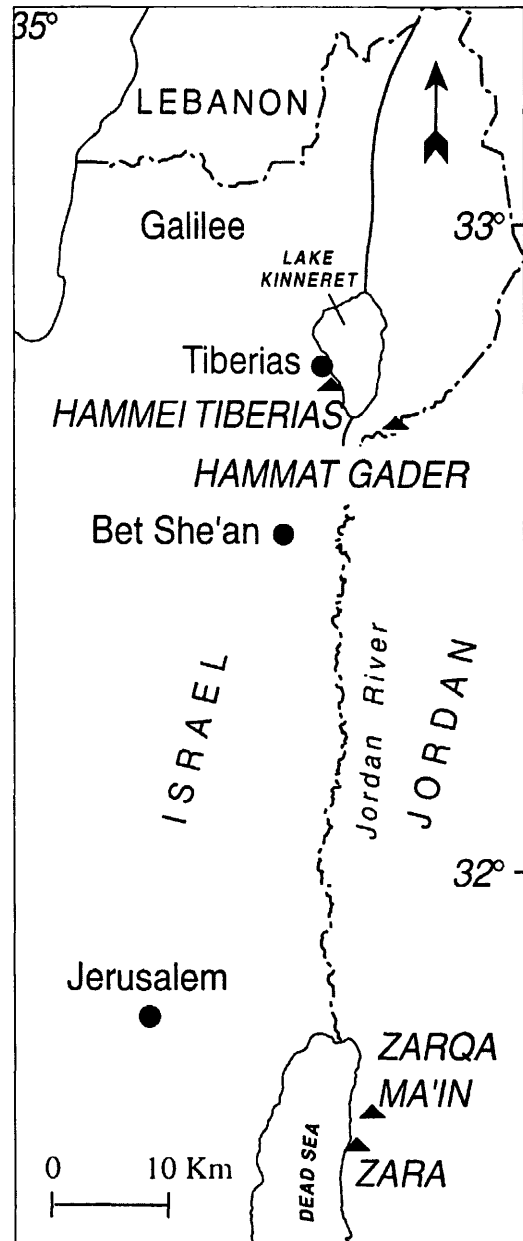 35°
LEBANON
Galilee
33°
LAKE
KINNERET
Tiberias
HAMMEI TIBERIAS
HAMMAT GADER
Bet She'an
ISRAEL
Jordan River
JORDAN
32°
Jerusalem
ZARQA
MA'IN
ZARA
DEAD SEA
0 10 Km